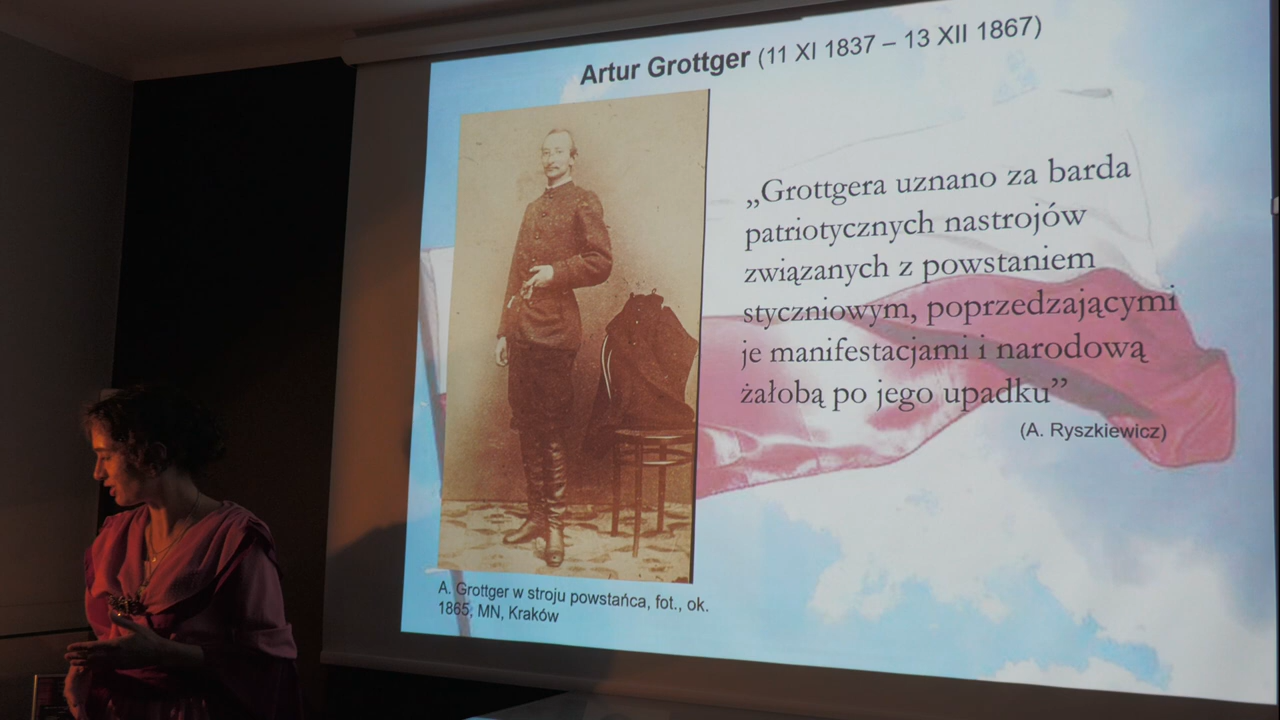 Artur Grottger (11 XI 1837 – 13 XII 1867)
„Grottgera uznano za barda
patriotycznych nastrojów
związanych z powstaniem
styczniowym, poprzedzającymi
je manifestacjami i narodową
żałobą po jego upadku”
(A. Ryszkiewicz)
A. Grottger w stroju powstańca, fot., ok.
1865; MN, Kraków